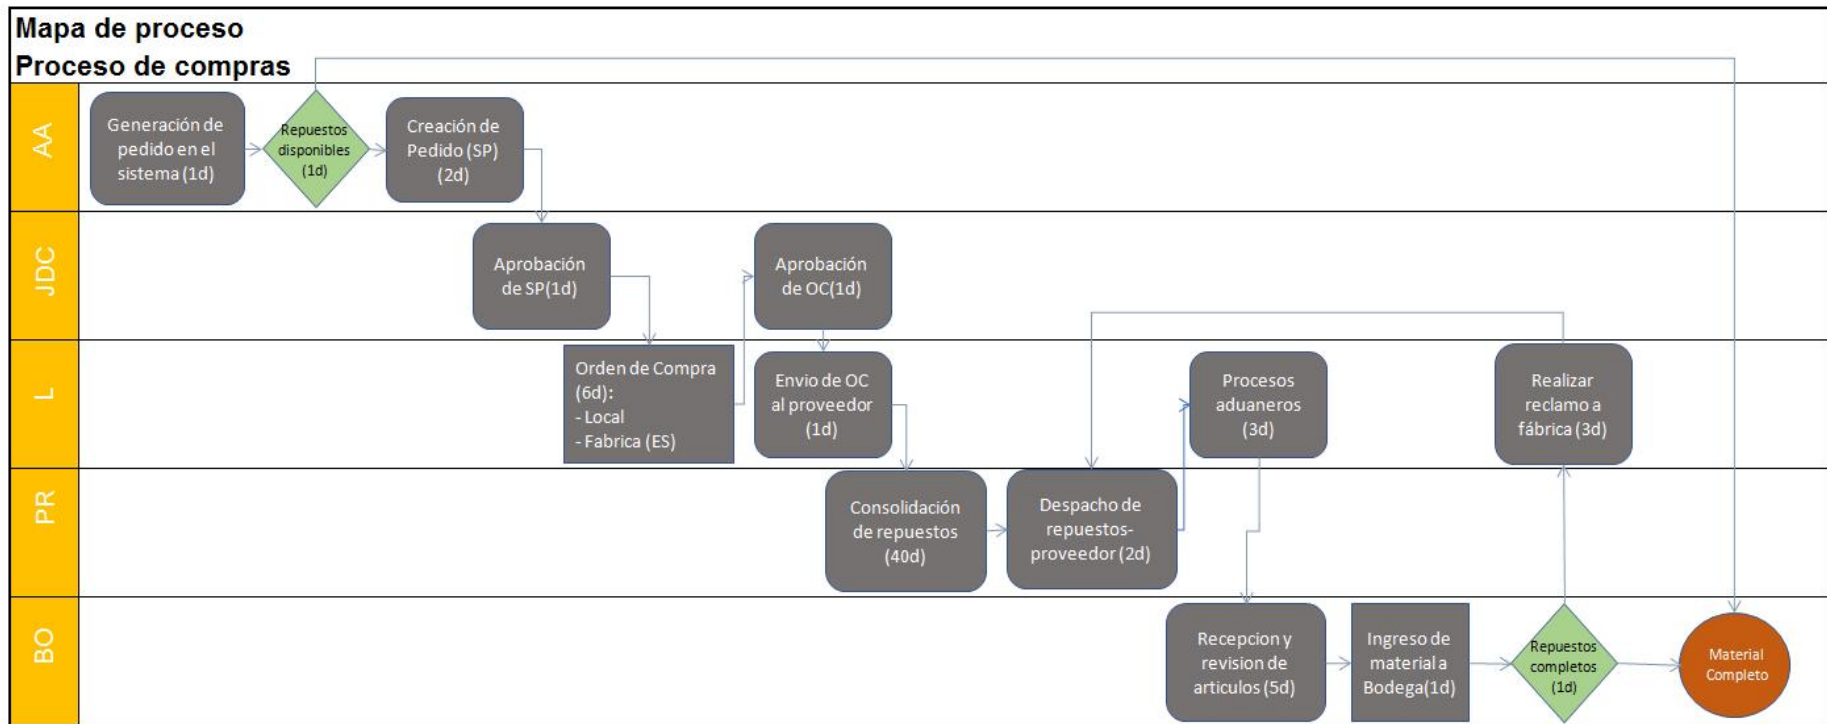 Mapa de proceso
Proceso de compras
AA
Generación de
pedido en el
sistema (1d)
Repuestos
disponibles
(1d)
Creación de
Pedido (SP)
(2d)
JDC
Aprobación
de SP(1d)
Aprobación
de OC(1d)
L
Orden de Compra
(6d):
- Local
- Fabrica (ES)
Envio de OC
al proveedor
(1d)
Procesos
aduaneros
(3d)
Realizar
reclamo a
fábrica (3d)
PR
Consolidación
de repuestos
(40d)
Despacho de
repuestos-
proveedor (2d)
BO
Recepcion y
revision de
articulos (5d)
Ingreso de
material a
Bodega(1d)
Repuestos
completos
(1d)
Material
Completo